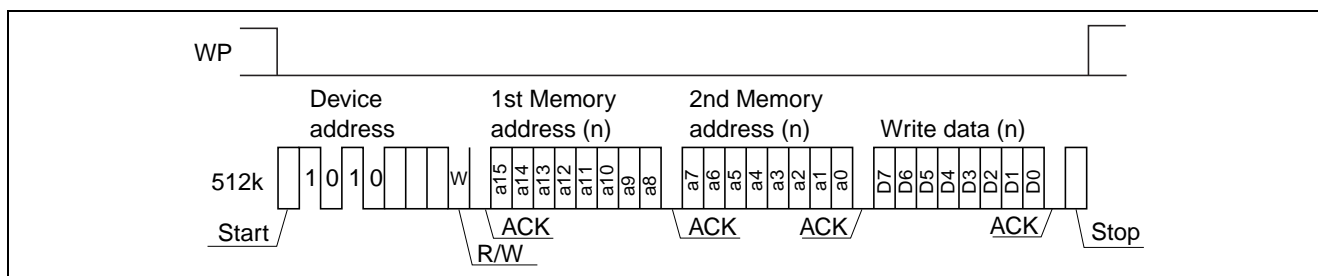 WP
Device
address
1st Memory
address (n)
2nd Memory
address (n)
Write data (n)
512k
1 0 1 0
W
a15 a14 a13 a12 a11 a10 a9 a8
a7 a6 a5 a4 a3 a2 a1 a0
D7 D6 D5 D4 D3 D2 D1 D0
Start
R/W
ACK
ACK
ACK
ACK
Stop